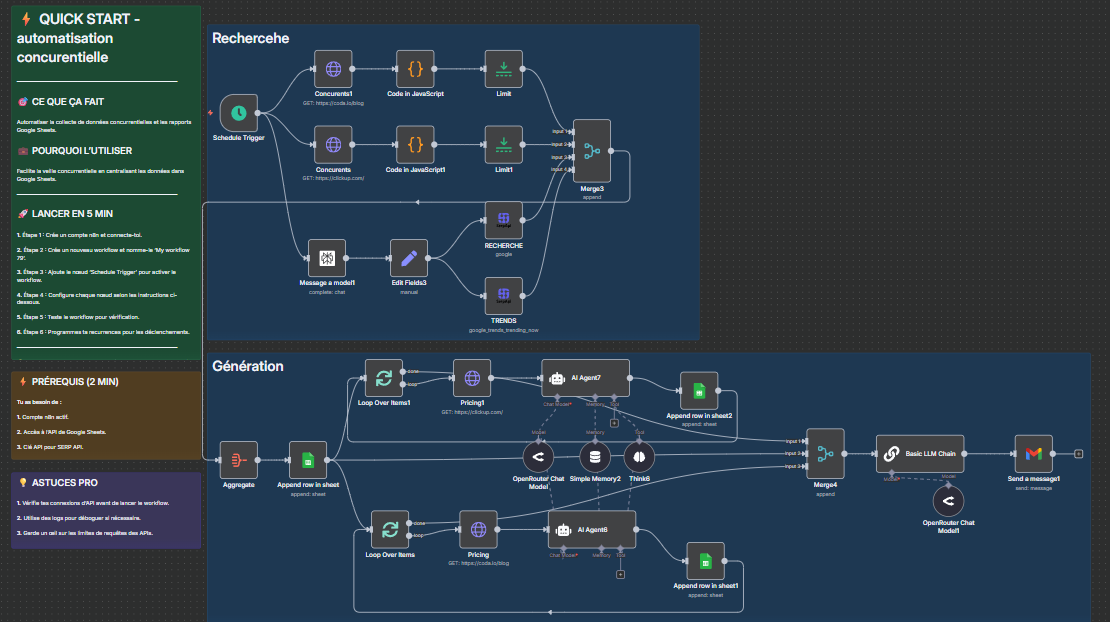 ⚡ QUICK START -
automatisation
concurentielle
🎯 CE QUE ÇA FAIT
Automatiser la collecte de données concurrentielles et les rapports
Google Sheets.
💼 POURQUOI L'UTILISER
Facilite la veille concurrentielle en centralisant les données dans
Google Sheets.
🚀 LANCER EN 5 MIN
1. Étape 1 : Crée un compte n8n et connecte-toi.
2. Étape 2 : Crée un nouveau workflow et nomme-le 'My workflow
79'.
3. Étape 3 : Ajoute le nœud 'Schedule Trigger' pour activer le
workflow.
4. Étape 4 : Configure chaque nœud selon les instructions ci-
dessous.
5. Étape 5 : Teste le workflow pour vérification.
6. Étape 6 : Programmes te recurrences pour les déclenchements.
⚡ PRÉREQUIS (2 MIN)
Tu as besoin de :
1. Compte n8n actif.
2. Accès à l'API de Google Sheets.
3. Clé API pour SERP API.
💡 ASTUCES PRO
1. Vérifie tes connexions d'API avant de lancer le workflow.
2. Utilise des logs pour déboguer si nécessaire.
3. Garde un œil sur les limites de requêtes des APIs.
Recherchehe
Schedule Trigger
Concurents1
GET: https://coda.io/blog
Code in JavaScript
Limit
Concurents
GET: https://clickup.com/
Code in JavaScript1
Limit1
Input 1
Input 2
Input 3
Input 4
Merge3
append
Message a model1
complete: chat
Edit Fields3
manual
RECHERCHE
google
TRENDS
google_trends_trending_now
Génération
Aggregate
Append row in sheet
append: sheet
Loop Over Items1
done
loop
Pricing1
GET: https://clickup.com/
AI Agent7
Chat Model*
Memory
Tool
Append row in sheet2
append: sheet
Model
Memory
Tool
OpenRouter Chat
Model
Simple Memory2
Think6
Loop Over Items
done
loop
Pricing
GET: https://coda.io/blog
AI Agent6
Chat Model*
Memory
Tool
Append row in sheet1
append: sheet
Input 1
Input 2
Input 3
Merge4
append
Basic LLM Chain
Model*
Model
OpenRouter Chat
Model1
Send a message1
send: message